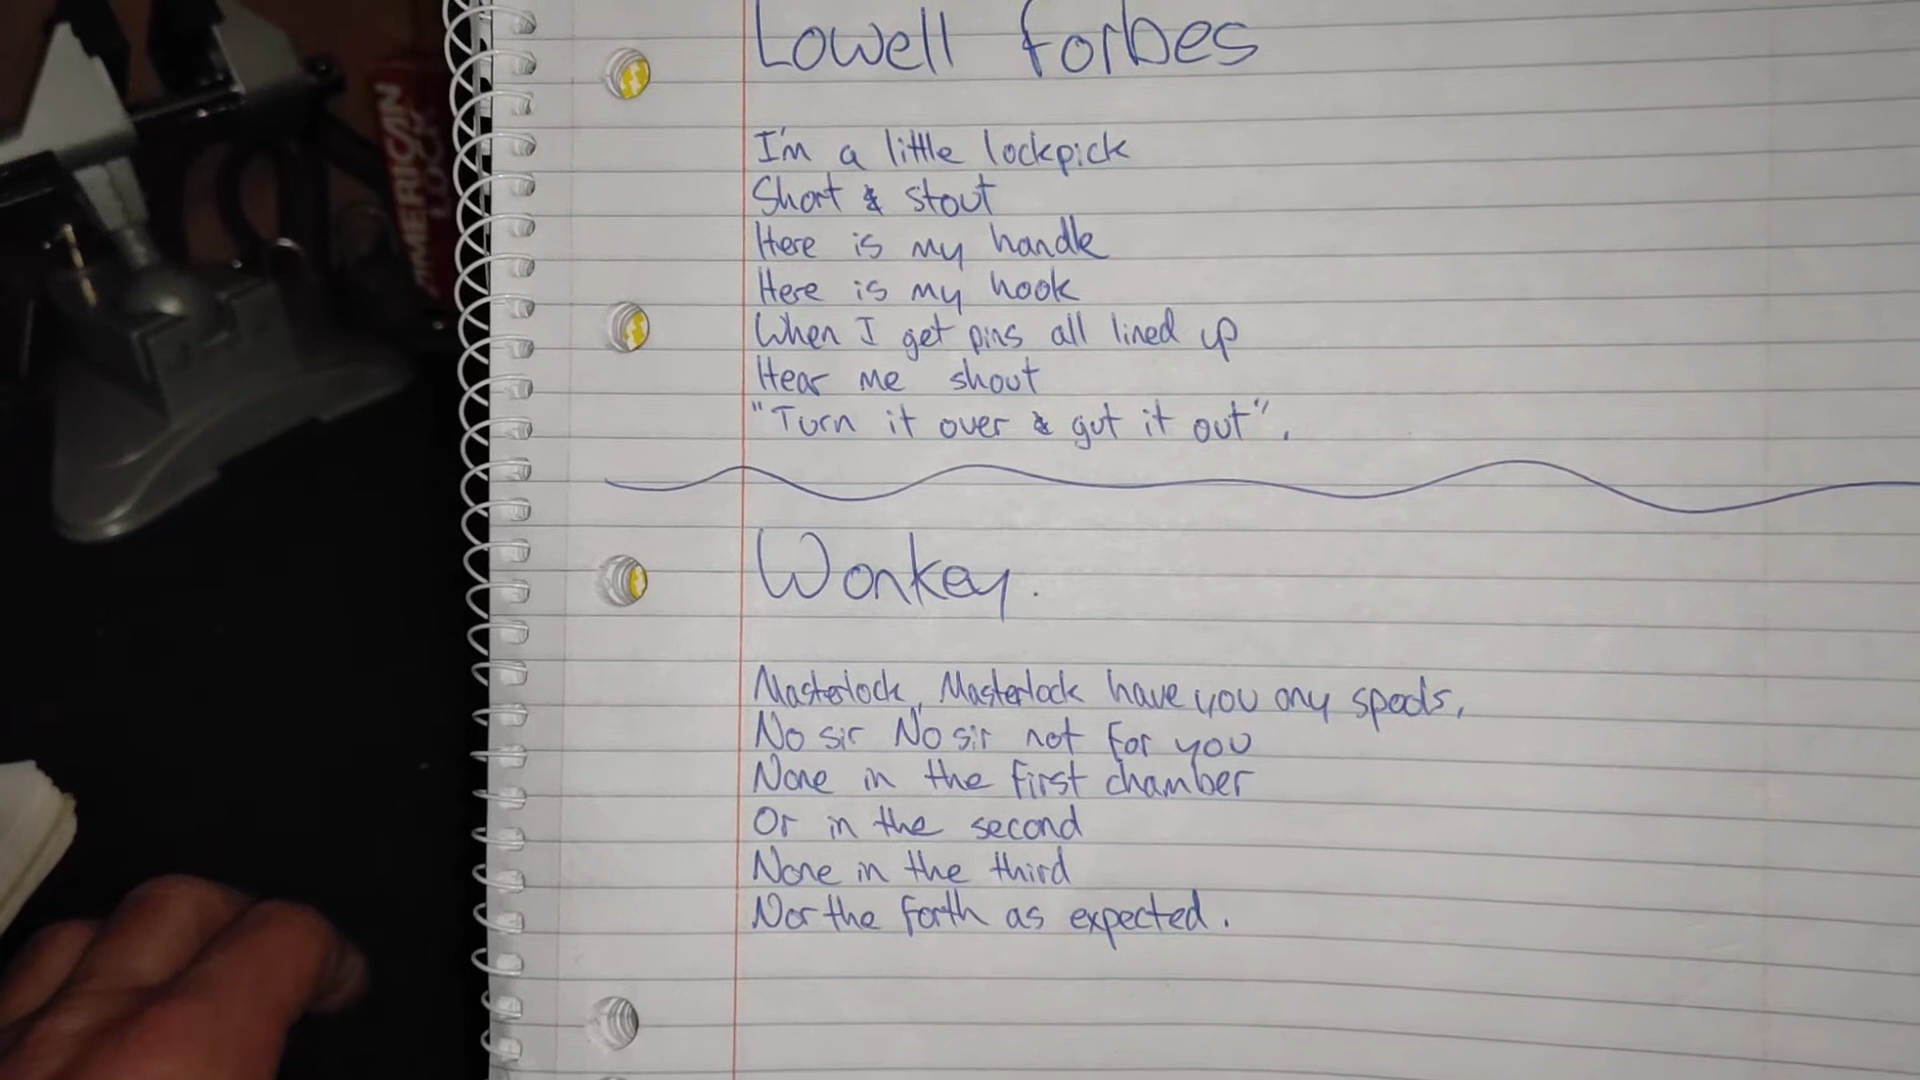 Lowell Forbes
AMERICAN
LOCK
I'm a little lockpick
Short & stout
Here is my handle
Here is my hook
When I get pins all lined up
Hear me shout
"Turn it over & gut it out".
Wonkey.
Masterlock, Masterlock have you any spools,
No sir No sir not for you
None in the first chamber
Or in the second
None in the third
Nor the forth as expected.